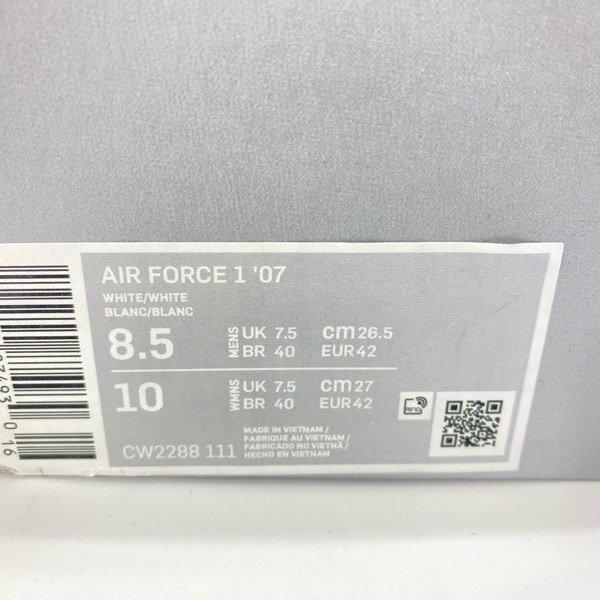 AIR FORCE 1 '07
WHITE/WHITE
BLANC/BLANC
8.5 MENS UK 7.5 cm 26.5
BR 40 EUR 42
10 WMNS UK 7.5 cm 27
BR 40 EUR 42
RFID
CW2288 111
MADE IN VIETNAM /
FABRIQUE AU VIETNAM /
FABRICADO NO VIETNÃ /
HECHO EN VIETNAM
016